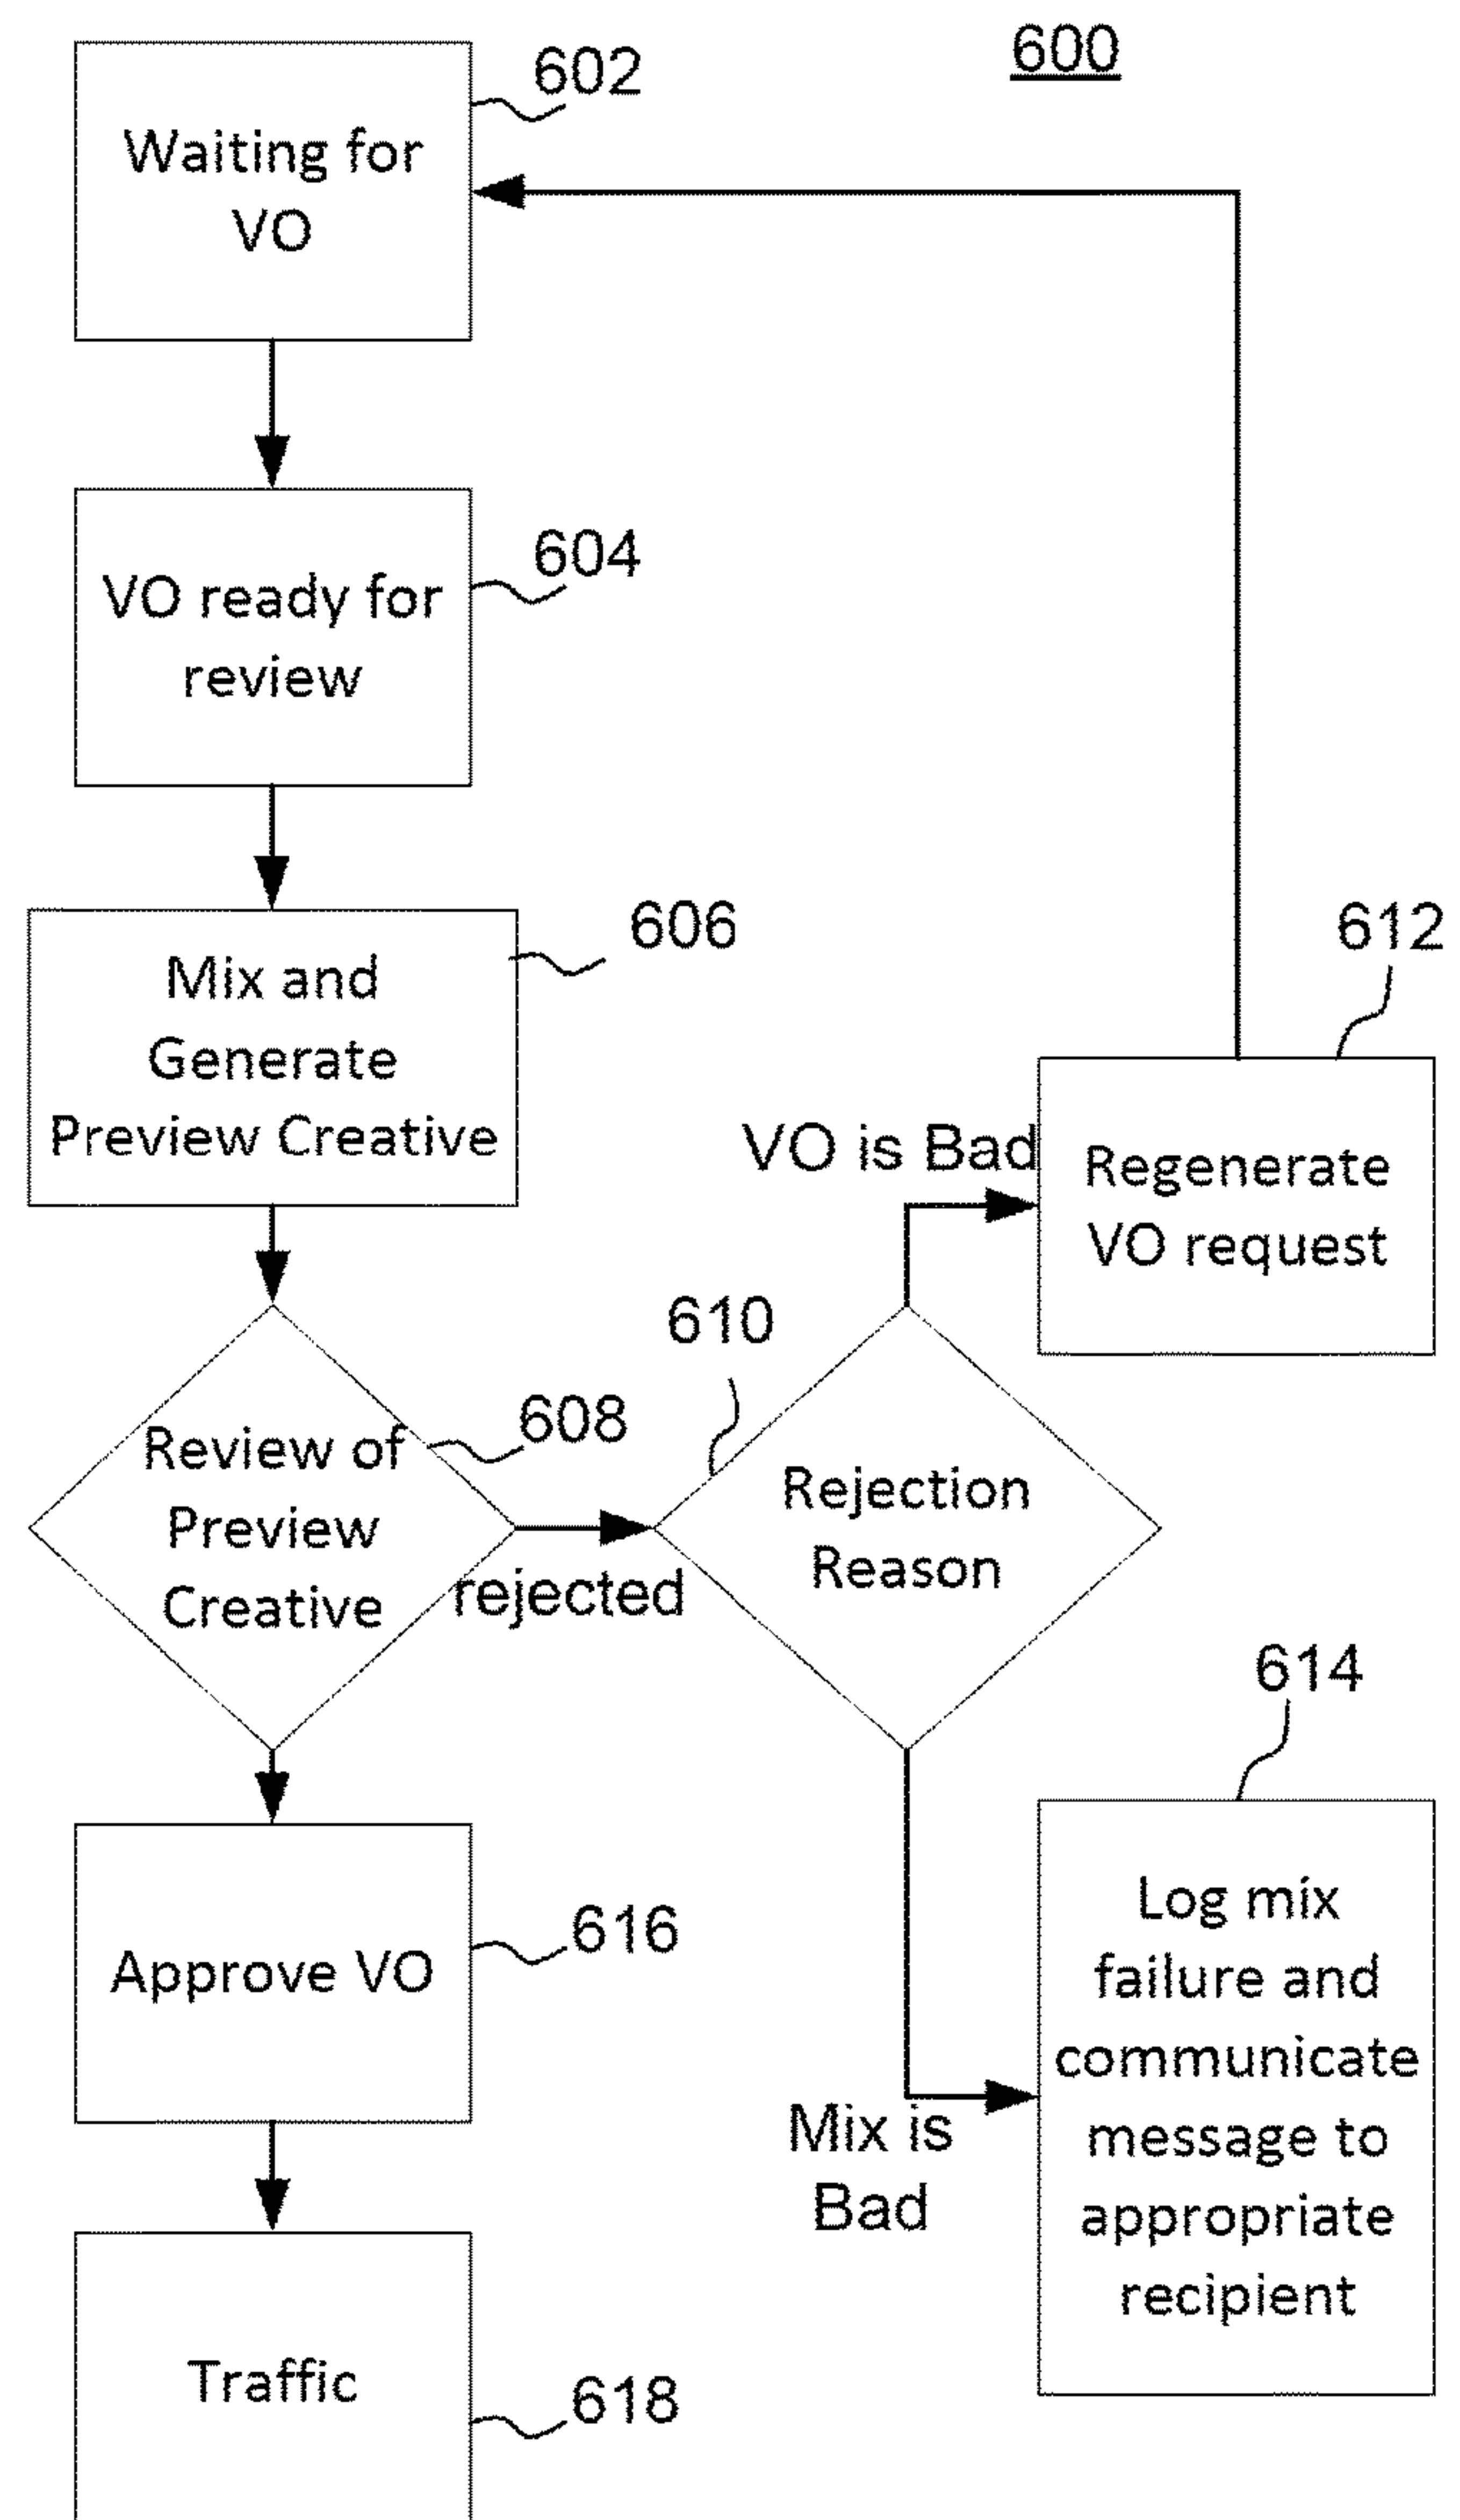 600
602
Waiting for
VO
604
VO ready for
review
606
Mix and
Generate
Preview Creative
612
VO is Bad
Regenerate
VO request
610
608
Review of
Preview
Creative
rejected
Rejection
Reason
614
616
Approve VO
Log mix
failure and
communicate
message to
appropriate
recipient
Mix is
Bad
Traffic
618